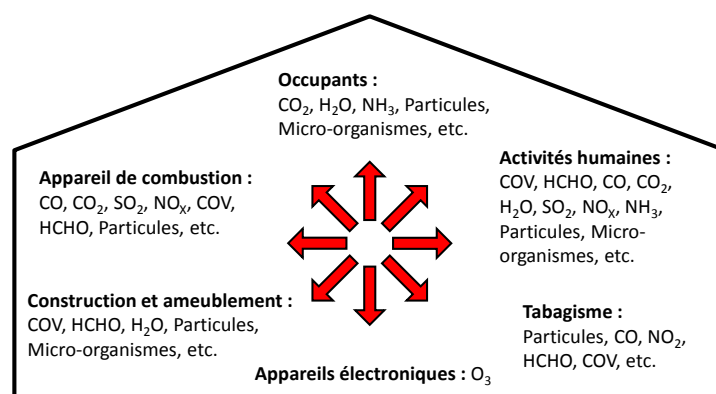 Occupants :
CO₂, H₂O, NH₃, Particules,
Micro-organismes, etc.
Appareil de combustion :
CO, CO₂, SO₂, NOₓ, COV,
HCHO, Particules, etc.
Activités humaines :
COV, HCHO, CO, CO₂,
H₂O, SO₂, NOₓ, NH₃,
Particules, Micro-
organismes, etc.
Construction et ameublement :
COV, HCHO, H₂O, Particules,
Micro-organismes, etc.
Tabagisme :
Particules, CO, NO₂,
HCHO, COV, etc.
Appareils électroniques : O₃